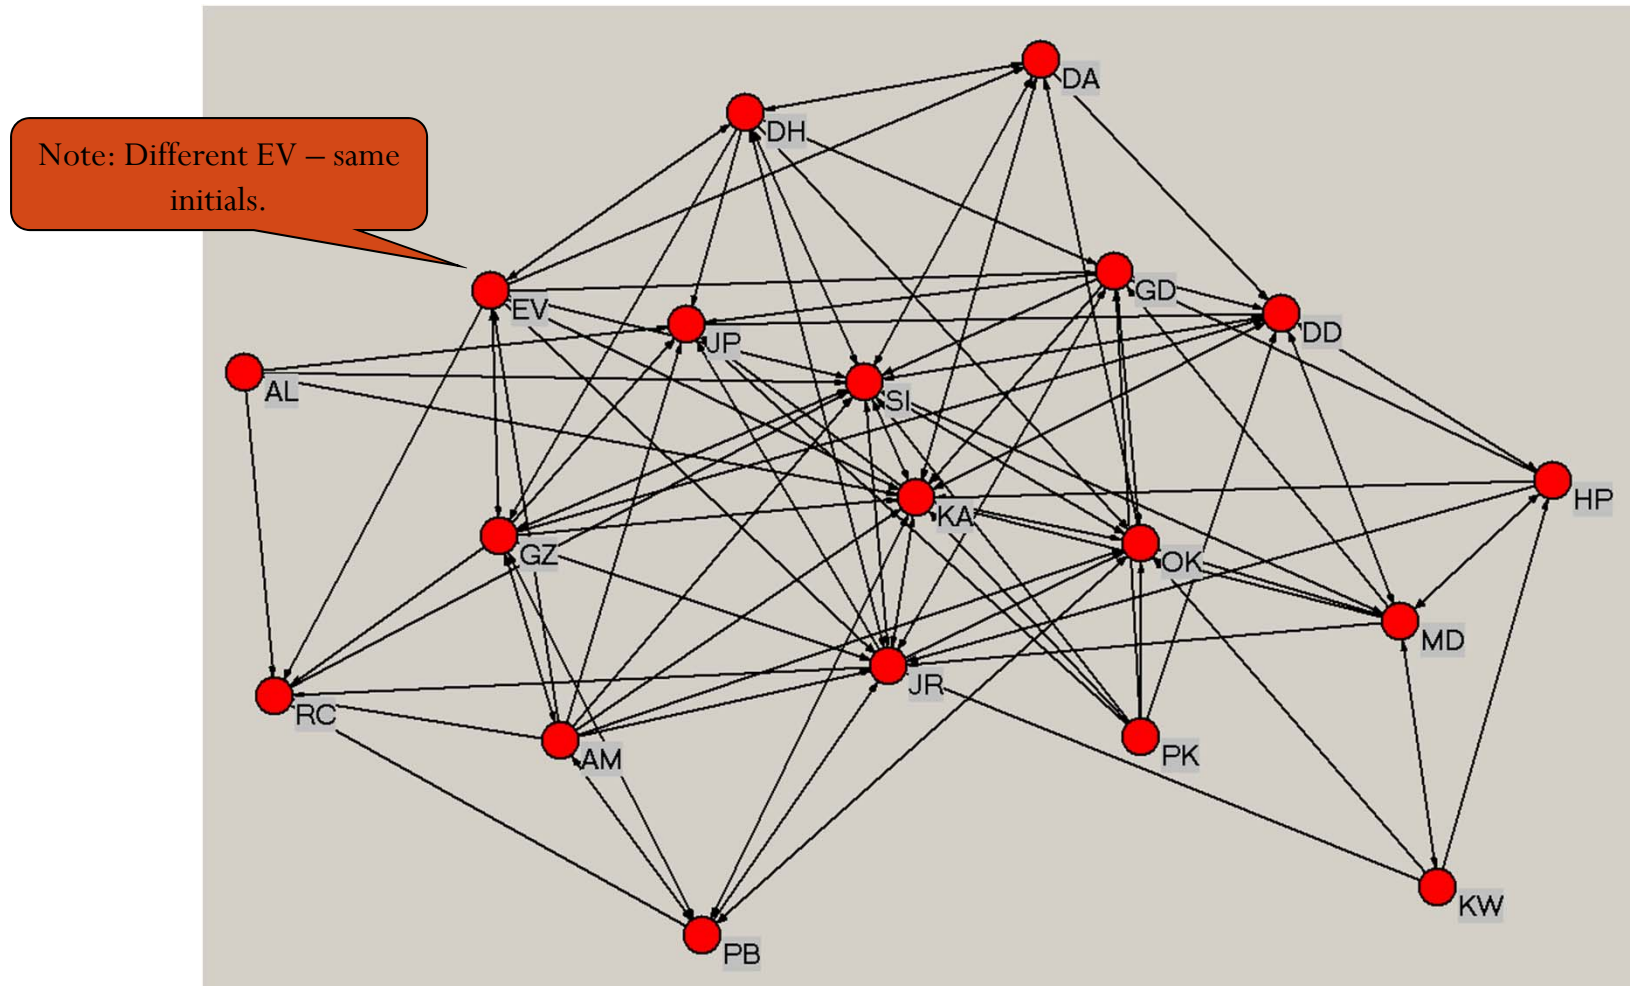 DA
DH
Note: Different EV – same
initials.
GD
EV
DD
JP
AL
SI
HP
KA
GZ
OK
MD
JR
RC
PK
AM
KW
PB